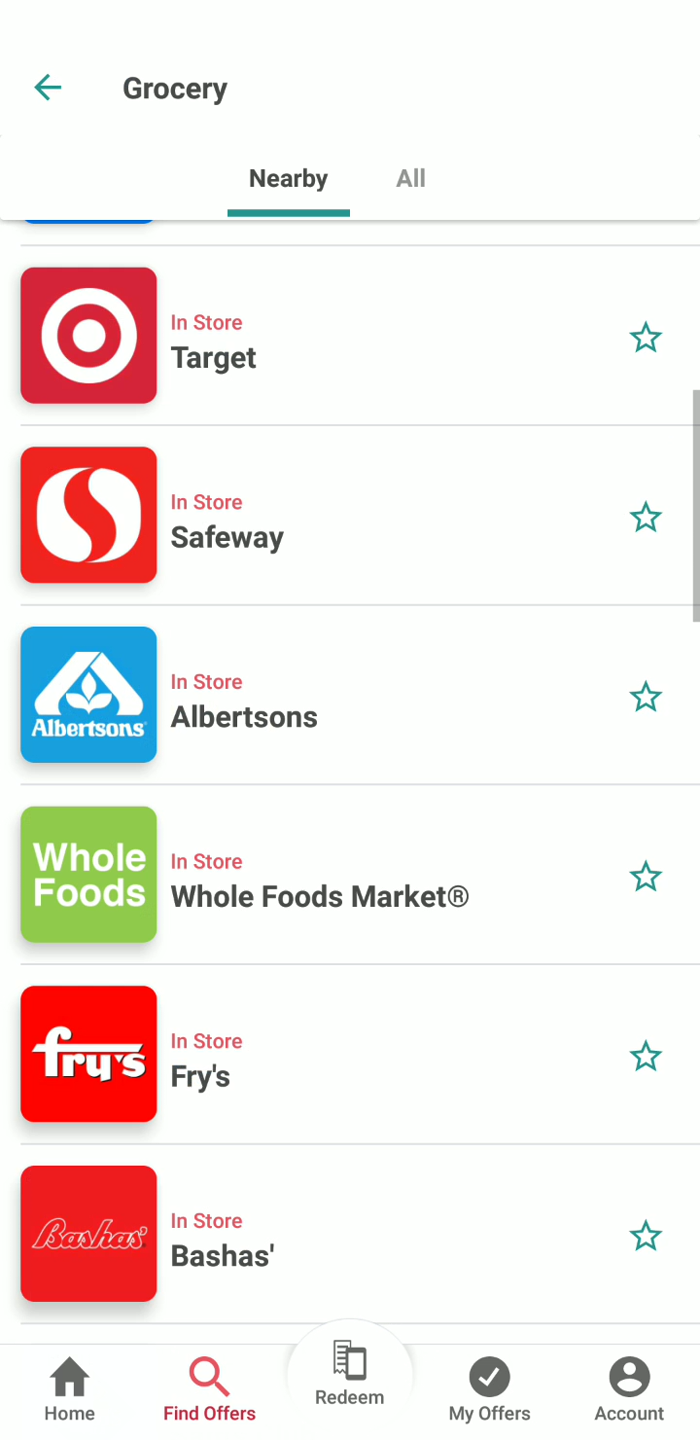 Grocery
Nearby
All
In Store
Target
In Store
Safeway
Albertsons
In Store
Albertsons
Whole
Foods
In Store
Whole Foods Market®
fry's
In Store
Fry's
Bashas'
In Store
Bashas'
Home
Find Offers
Redeem
My Offers
Account